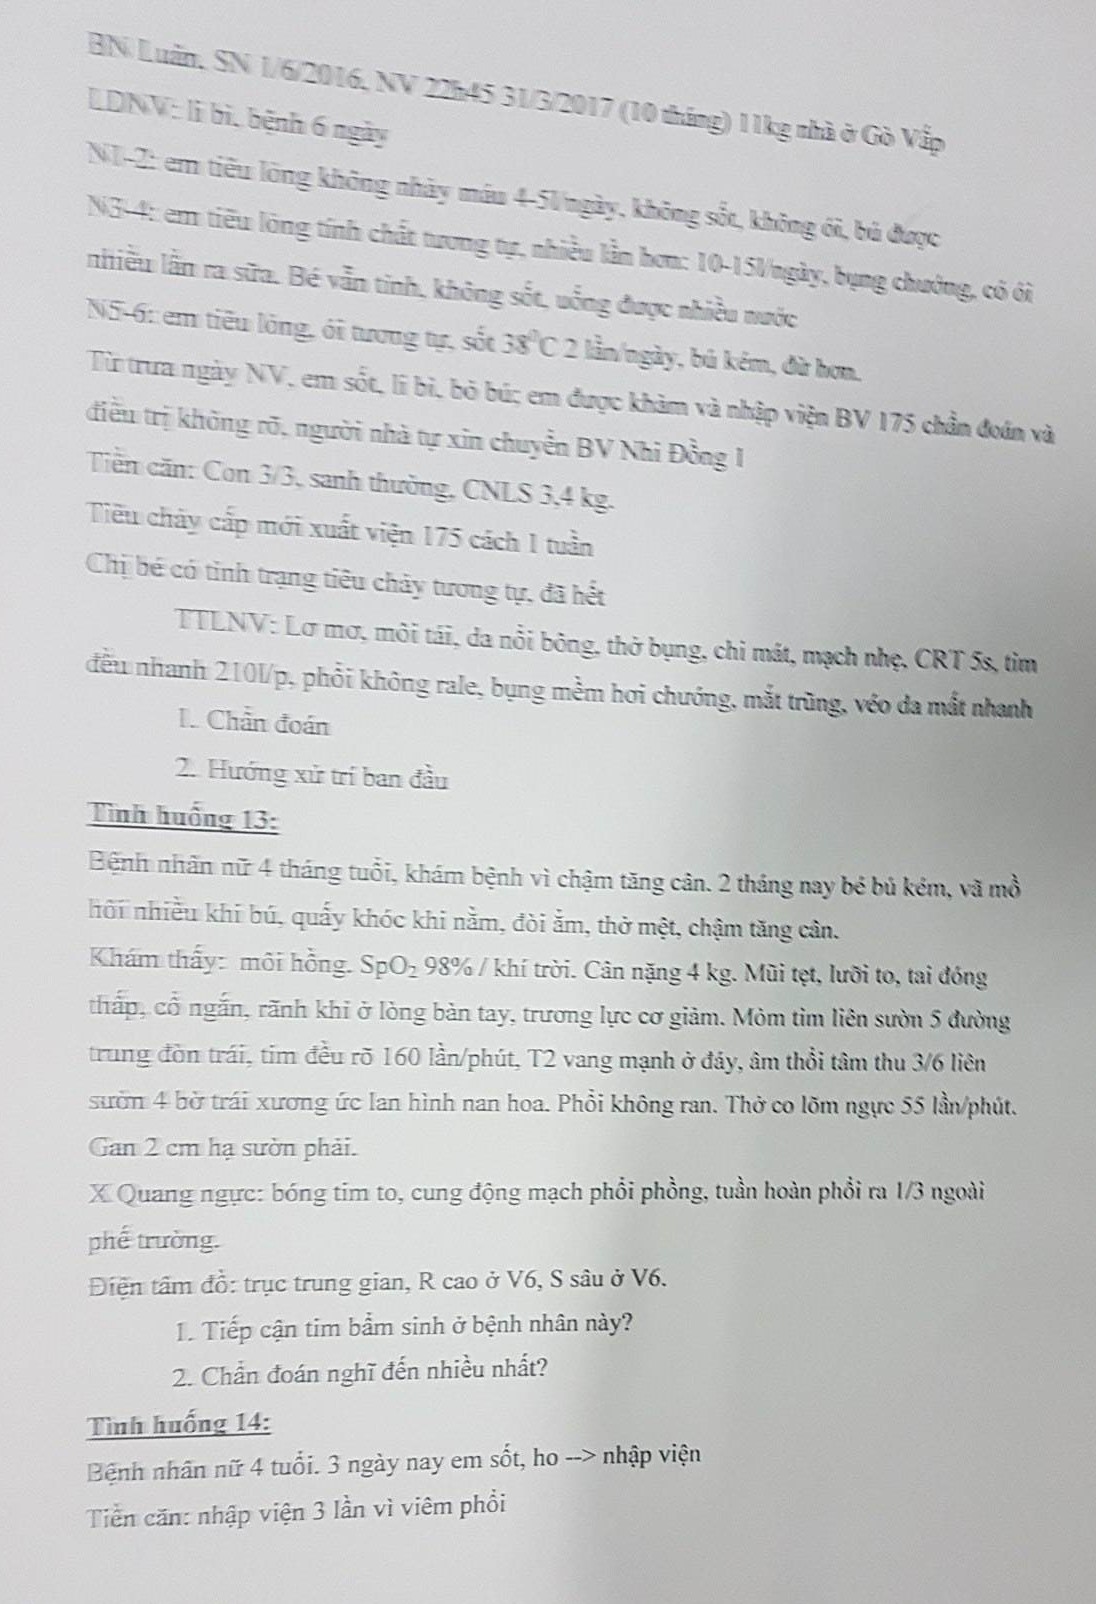 BN Luân, SN 1/6/2016, NV 22h45 31/3/2017 (10 tháng) 11kg nhà ở Gò Vấp
LDNV: li bì, bệnh 6 ngày
N1-2: em tiêu lỏng không nhầy máu 4-5l/ngày, không sốt, không ói, bú được
N3-4: em tiêu lỏng tính chất tương tự, nhiều lần hơn: 10-15l/ngày, bụng chướng, có ói
nhiều lần ra sữa. Bé vẫn tỉnh, không sốt, uống được nhiều nước
N5-6: em tiêu lỏng, ói tương tự, sốt 38⁰C 2 lần/ngày, bú kém, đừ hơn.
Từ trưa ngày NV, em sốt, li bì, bỏ bú; em được khám và nhập viện BV 175 chẩn đoán và
điều trị không rõ, người nhà tự xin chuyển BV Nhi Đồng 1
Tiền căn: Con 3/3, sanh thường, CNLS 3,4 kg.
Tiêu chảy cấp mới xuất viện 175 cách 1 tuần
Chị bé có tình trạng tiêu chảy tương tự, đã hết
TTLNV: Lơ mơ, môi tái, da nổi bông, thở bụng, chi mát, mạch nhẹ, CRT 5s, tim
đều nhanh 210l/p, phổi không rale, bụng mềm hơi chướng, mắt trũng, véo da mất nhanh
1. Chẩn đoán
2. Hướng xử trí ban đầu
Tình huống 13:
Bệnh nhân nữ 4 tháng tuổi, khám bệnh vì chậm tăng cân. 2 tháng nay bé bú kém, vã mồ
hôi nhiều khi bú, quấy khóc khi nằm, đòi ẵm, thở mệt, chậm tăng cân.
Khám thấy: môi hồng. SpO₂ 98% / khí trời. Cân nặng 4 kg. Mũi tẹt, lưỡi to, tai đóng
thấp, cổ ngắn, rãnh khỉ ở lòng bàn tay, trương lực cơ giảm. Mỏm tim liên sườn 5 đường
trung đòn trái, tim đều rõ 160 lần/phút, T2 vang mạnh ở đáy, âm thổi tâm thu 3/6 liên
sườn 4 bờ trái xương ức lan hình nan hoa. Phổi không ran. Thở co lõm ngực 55 lần/phút.
Gan 2 cm hạ sườn phải.
X Quang ngực: bóng tim to, cung động mạch phổi phồng, tuần hoàn phổi ra 1/3 ngoài
phế trường.
Điện tâm đồ: trục trung gian, R cao ở V6, S sâu ở V6.
1. Tiếp cận tim bẩm sinh ở bệnh nhân này?
2. Chẩn đoán nghĩ đến nhiều nhất?
Tình huống 14:
Bệnh nhân nữ 4 tuổi. 3 ngày nay em sốt, ho --> nhập viện
Tiền căn: nhập viện 3 lần vì viêm phổi